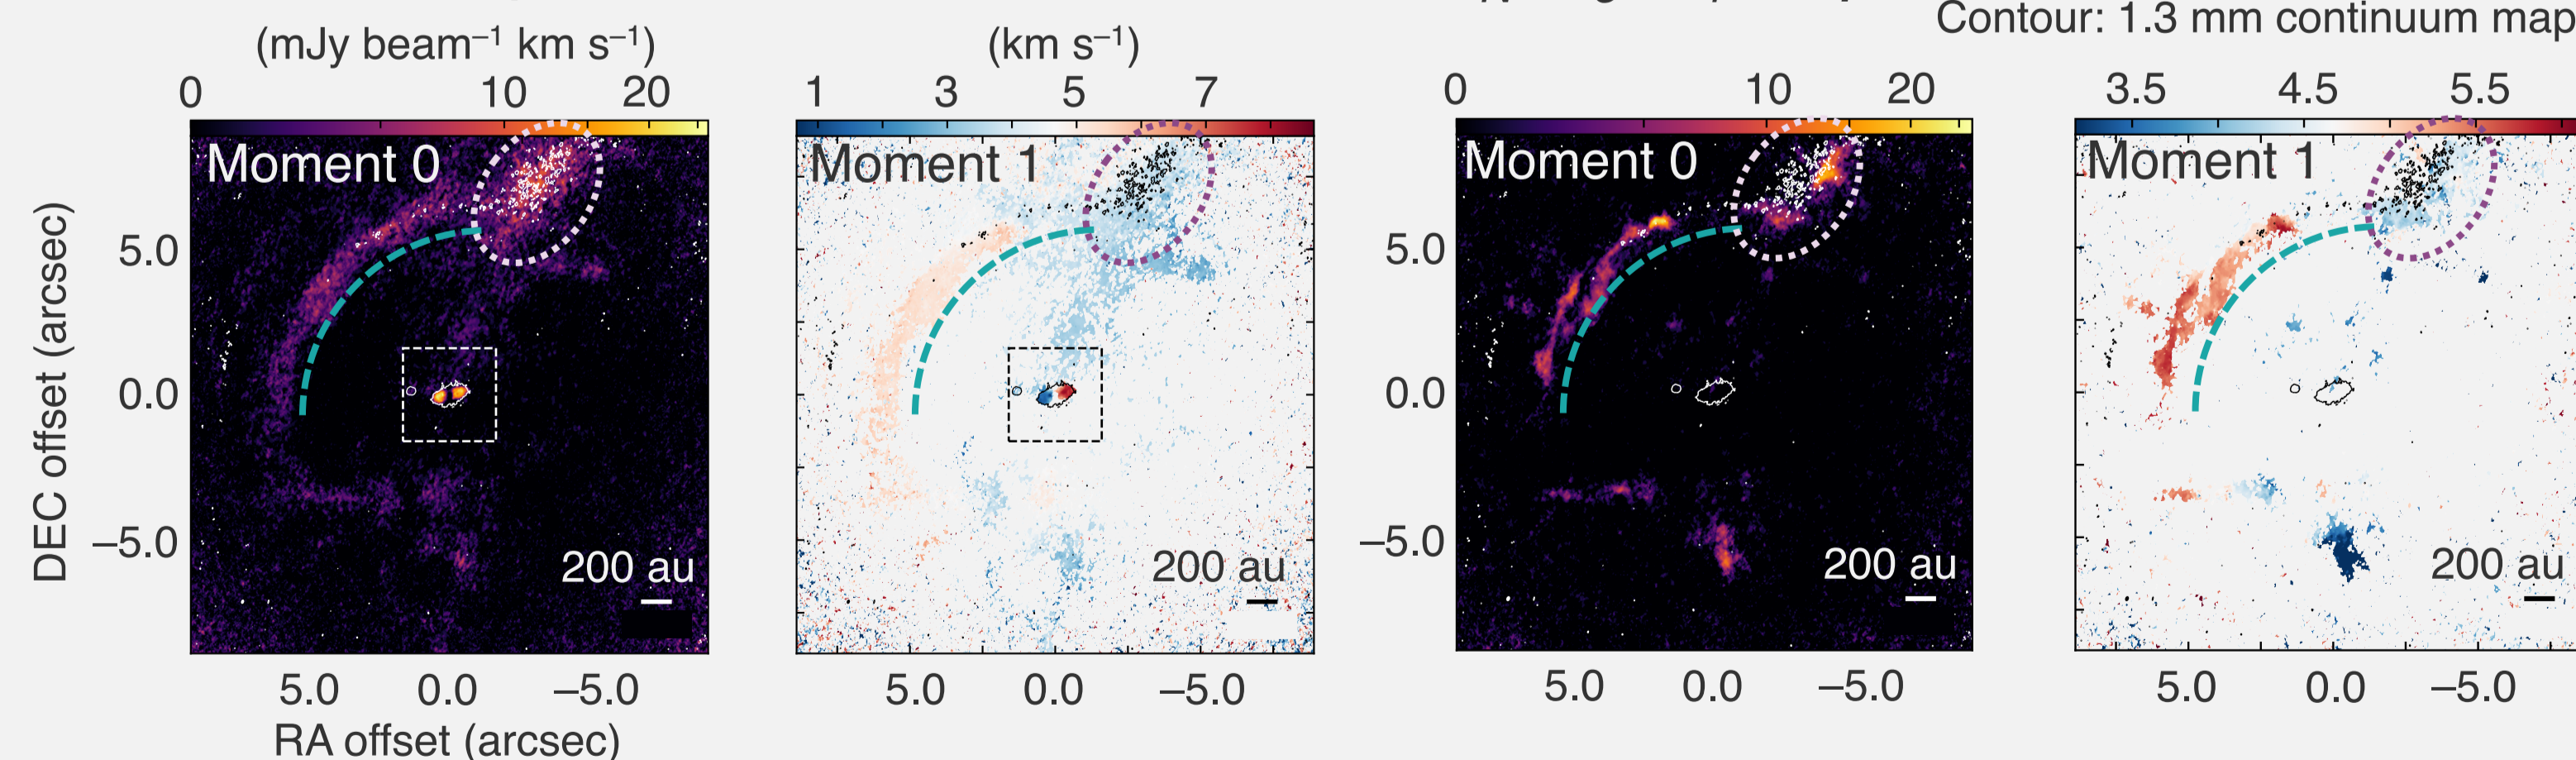 Contour: 1.3 mm continuum map
(mJy beam⁻¹ km s⁻¹)
(km s⁻¹)
0 10 20
1 3 5 7
0 10 20
3.5 4.5 5.5
Moment 0
Moment 1
Moment 0
Moment 1
DEC offset (arcsec)
5.0
0.0
–5.0
5.0
0.0
–5.0
200 au
200 au
200 au
200 au
5.0 0.0 –5.0
5.0 0.0 –5.0
5.0 0.0 –5.0
5.0 0.0 –5.0
RA offset (arcsec)